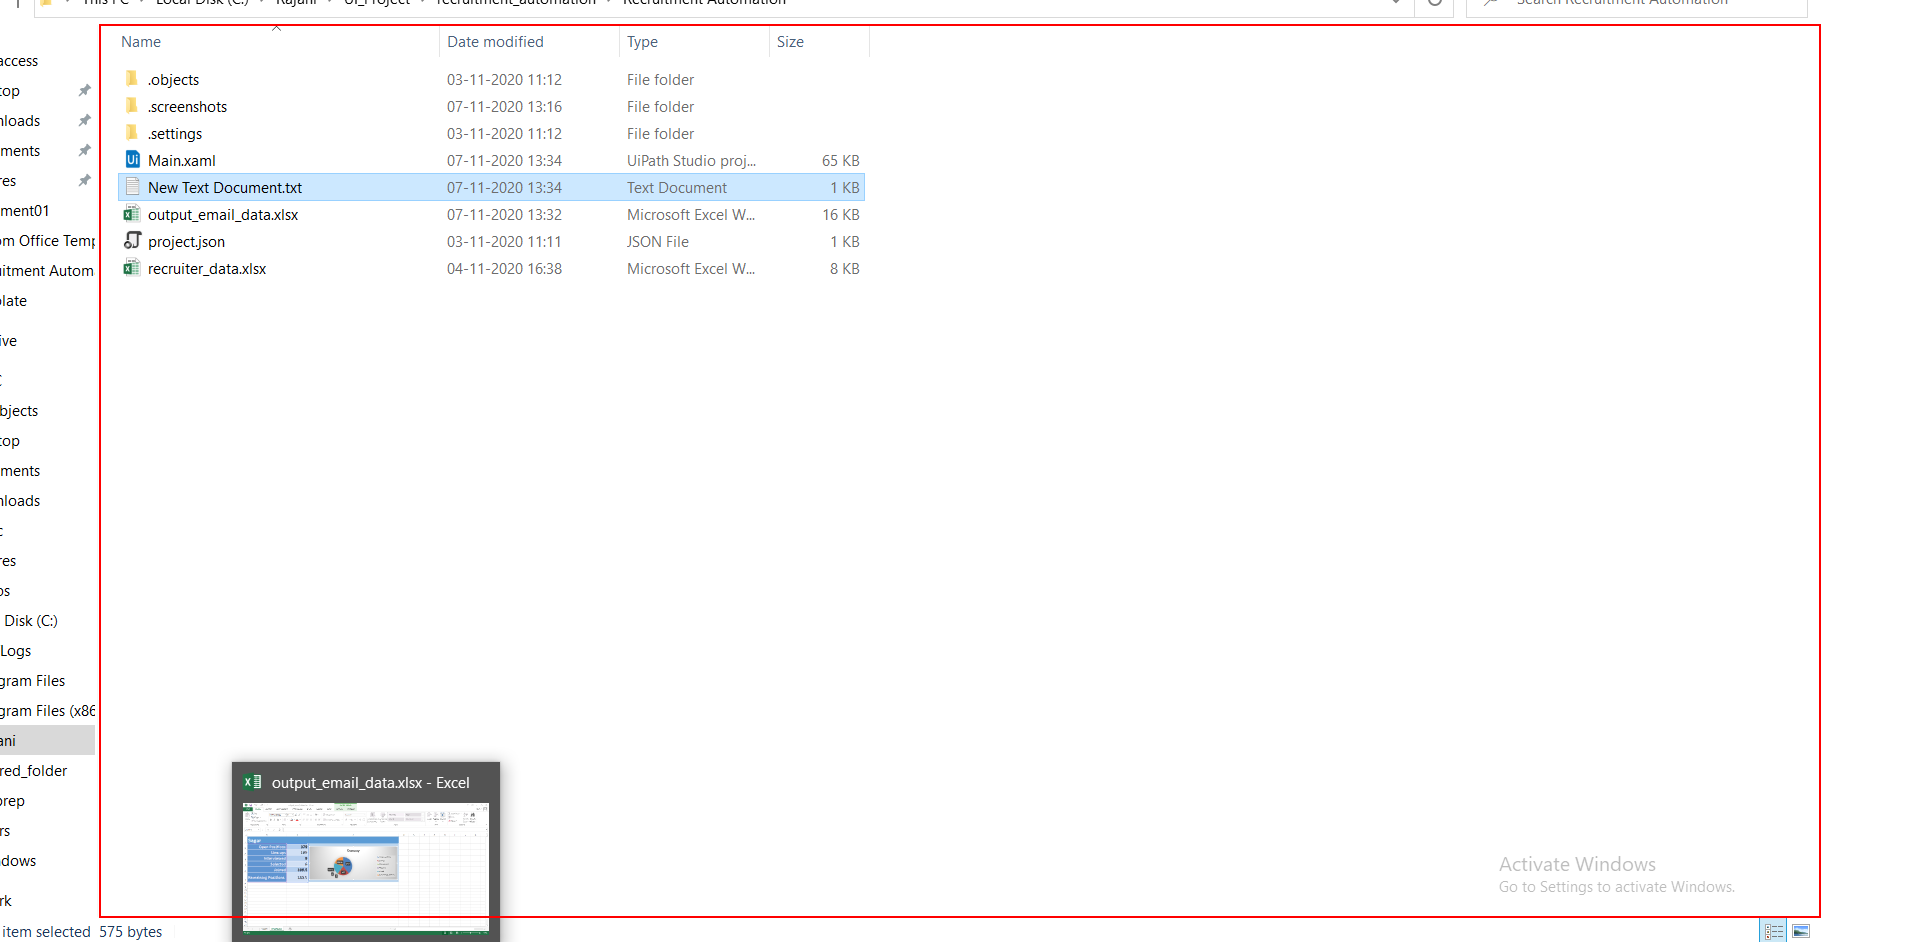 This PC › Local Disk (C:) › Rajani › Ui_Project › recruitment_automation › Recruitment Automation
Search Recruitment Automation
Name Date modified Type Size
.objects 03-11-2020 11:12 File folder
.screenshots 07-11-2020 13:16 File folder
.settings 03-11-2020 11:12 File folder
Main.xaml 07-11-2020 13:34 UiPath Studio proj... 65 KB
New Text Document.txt 07-11-2020 13:34 Text Document 1 KB
output_email_data.xlsx 07-11-2020 13:32 Microsoft Excel W... 16 KB
project.json 03-11-2020 11:11 JSON File 1 KB
recruiter_data.xlsx 04-11-2020 16:38 Microsoft Excel W... 8 KB
access
top
nloads
ments
res
ment01
om Office Temp
uitment Autom
plate
ive
bjects
top
ments
nloads
c
res
os
Disk (C:)
Logs
gram Files
gram Files (x86
ani
red_folder
prep
rs
ndows
rk
output_email_data.xlsx - Excel
Activate Windows
Go to Settings to activate Windows.
item selected 575 bytes